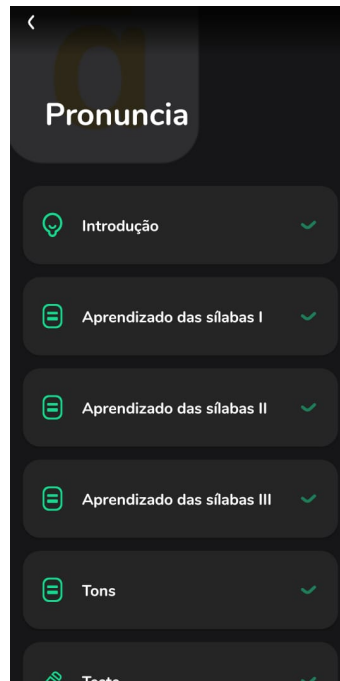 Pronuncia
Introdução
Aprendizado das sílabas I
Aprendizado das sílabas II
Aprendizado das sílabas III
Tons